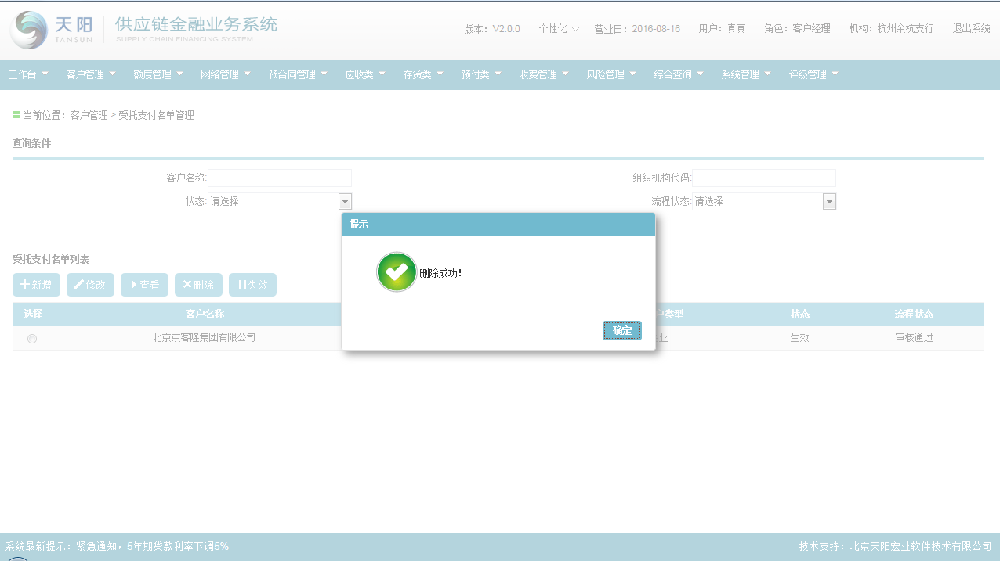 天阳 TANSUN 供应链金融业务系统 SUPPLY CHAIN FINANCING SYSTEM
版本：V2.0.0 个性化 营业日：2016-08-16 用户：真真 角色：客户经理 机构：杭州余杭支行 退出系统
工作台 客户管理 额度管理 网络管理 预合同管理 应收类 存货类 预付类 收费管理 风险管理 综合查询 系统管理 评级管理
当前位置：客户管理 > 受托支付名单管理
查询条件
客户名称: 组织机构代码:
状态: 请选择 流程状态: 请选择
提示
删除成功!
确定
受托支付名单列表
新增 修改 查看 删除 失效
选择 客户名称 户类型 状态 流程状态
北京京客隆集团有限公司 业 生效 审核通过
系统最新提示：紧急通知，5年期贷款利率下调5% 技术支持：北京天阳宏业软件技术有限公司